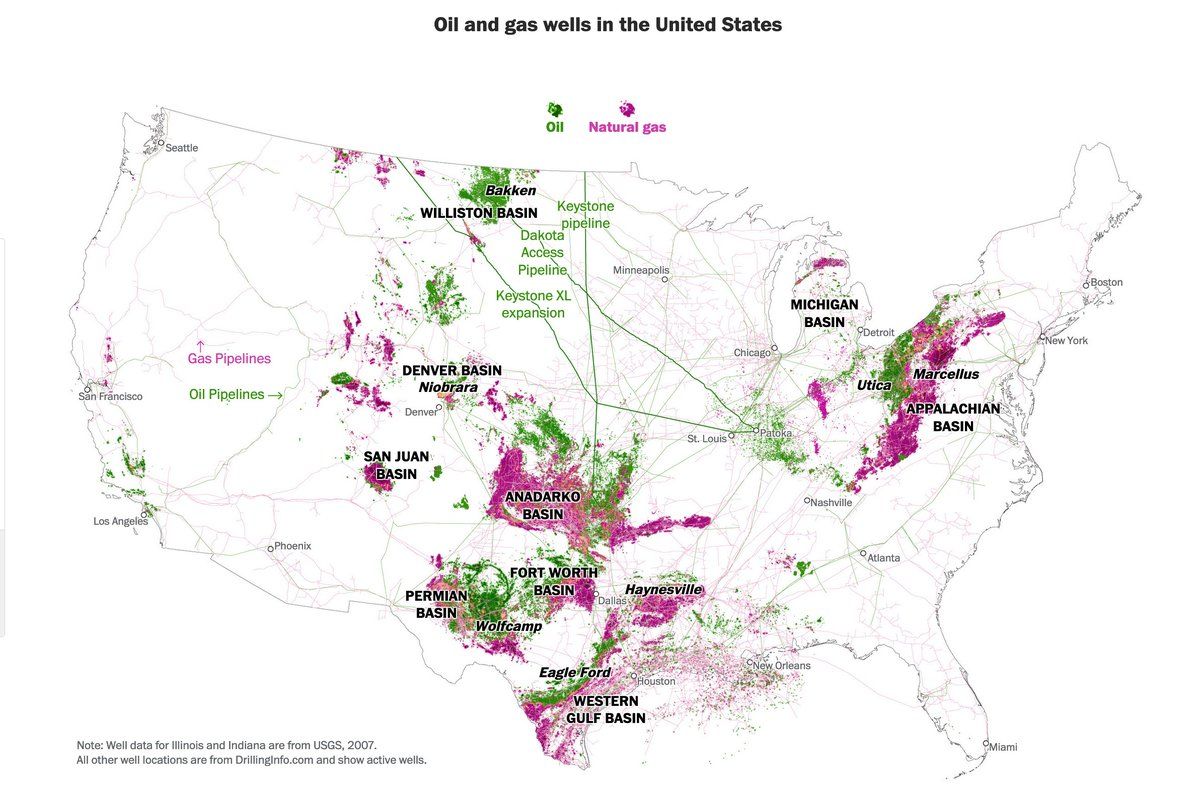 Oil and gas wells in the United States
Oil
Natural gas
Seattle
Bakken
WILLISTON BASIN
Keystone
pipeline
Dakota
Access
Pipeline
Minneapolis
Keystone XL
expansion
MICHIGAN
BASIN
Boston
Detroit
New York
Chicago
Gas Pipelines
DENVER BASIN
Niobrara
Marcellus
Utica
Oil Pipelines →
San Francisco
Denver
APPALACHIAN
BASIN
St. Louis
Patoka
SAN JUAN
BASIN
ANADARKO
BASIN
Nashville
Los Angeles
Phoenix
Atlanta
FORT WORTH
BASIN
Haynesville
PERMIAN
BASIN
Dallas
Wolfcamp
Eagle Ford
New Orleans
Houston
WESTERN
GULF BASIN
Note: Well data for Illinois and Indiana are from USGS, 2007.
All other well locations are from DrillingInfo.com and show active wells.
Miami